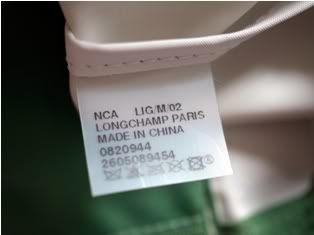 NCA LIG/M/02
LONGCHAMP PARIS
MADE IN CHINA
0820944
2605089454